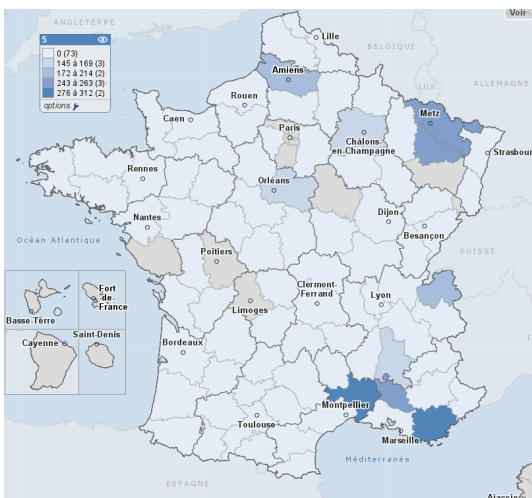 Voir
ANGLETERRE
5
0 (73)
145 à 169 (3)
172 à 214 (2)
243 à 263 (3)
276 à 312 (2)
options
Lille
BELGIQUE
Amiens
LUX.
ALLEMAGNE
Rouen
Metz
Caen
Paris
Châlons
en-Champagne
Strasbour
Rennes
Orléans
Nantes
Dijon
Besançon
Océan Atlantique
Poitiers
SUISSE
Clermont-
Ferrand
Lyon
Limoges
Fort
de-
France
Basse-Terre
Saint-Denis
Cayenne
Bordeaux
Montpellier
Toulouse
Marseille
Méditerranée
ESPAGNE
Ajaccio